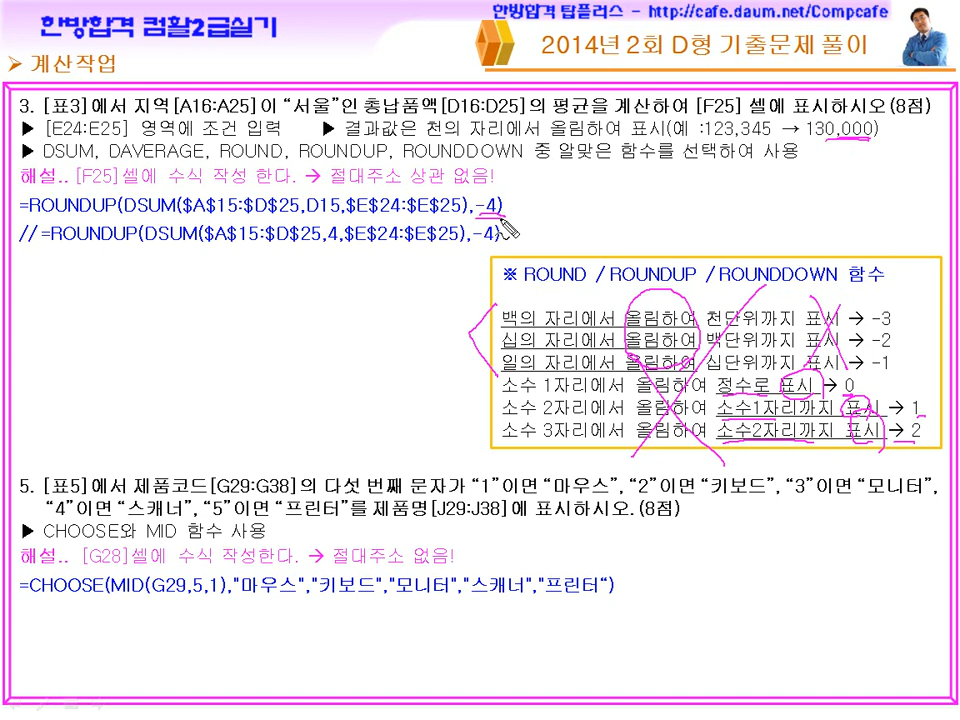 한방합격 컴활2급실기
한방합격 탑플러스 - http://cafe.daum.net/Compcafe
2014년 2회 D형 기출문제 풀이
➢ 계산작업
3. [표3]에서 지역[A16:A25]이 “서울”인 총납품액[D16:D25]의 평균을 계산하여 [F25] 셀에 표시하시오(8점)
▶ [E24:E25] 영역에 조건 입력 ▶ 결과값은 천의 자리에서 올림하여 표시(예 :123,345 → 130,000)
▶ DSUM, DAVERAGE, ROUND, ROUNDUP, ROUNDDOWN 중 알맞은 함수를 선택하여 사용
해설.. [F25]셀에 수식 작성 한다. → 절대주소 상관 없음!
=ROUNDUP(DSUM($A$15:$D$25,D15,$E$24:$E$25),-4)
// =ROUNDUP(DSUM($A$15:$D$25,4,$E$24:$E$25),-4)
※ ROUND / ROUNDUP / ROUNDDOWN 함수
백의 자리에서 올림하여 천단위까지 표시 → -3
십의 자리에서 올림하여 백단위까지 표시 → -2
일의 자리에서 올림하여 십단위까지 표시 → -1
소수 1자리에서 올림하여 정수로 표시 → 0
소수 2자리에서 올림하여 소수1자리까지 표시 → 1
소수 3자리에서 올림하여 소수2자리까지 표시 → 2
5. [표5]에서 제품코드[G29:G38]의 다섯 번째 문자가 “1”이면 “마우스”, “2”이면 “키보드”, “3”이면 “모니터”,
“4”이면 “스캐너”, “5”이면 “프린터”를 제품명[J29:J38]에 표시하시오.(8점)
▶ CHOOSE와 MID 함수 사용
해설.. [G28]셀에 수식 작성한다. → 절대주소 없음!
=CHOOSE(MID(G29,5,1),"마우스","키보드","모니터","스캐너","프린터“)